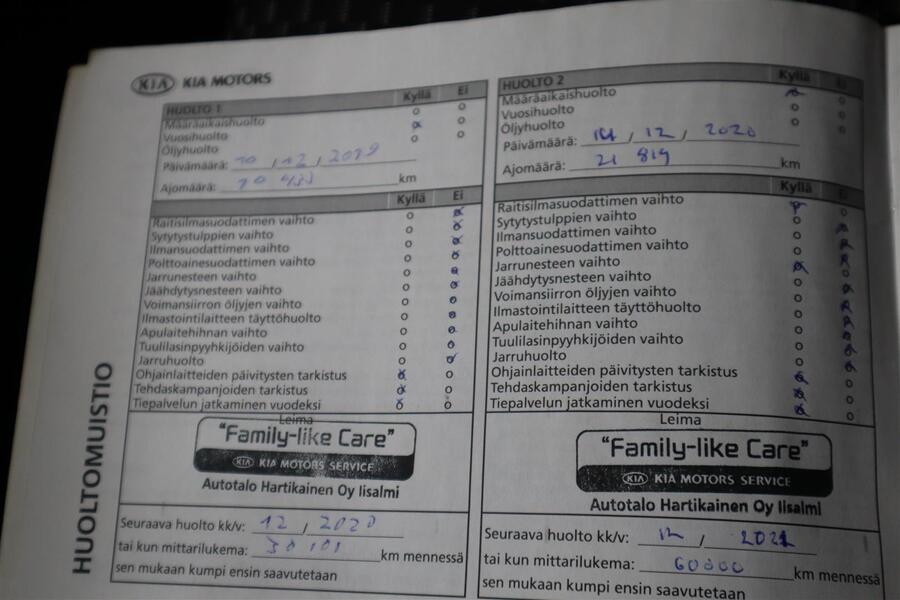 KIA KIA MOTORS
HUOLTO 1 Kyllä Ei
Määräaikaishuolto
Vuosihuolto
Öljyhuolto
Päivämäärä: 10, 12, 2019
Ajomäärä: km
Kyllä Ei
Raitisilmasuodattimen vaihto
Sytytystulppien vaihto
Ilmansuodattimen vaihto
Polttoainesuodattimen vaihto
Jarrunesteen vaihto
Jäähdytysnesteen vaihto
Voimansiirron öljyjen vaihto
Ilmastointilaitteen täyttöhuolto
Apulaitehihnan vaihto
Tuulilasinpyyhkijöiden vaihto
Jarruhuolto
Ohjainlaitteiden päivitysten tarkistus
Tehdaskampanjoiden tarkistus
Tiepalvelun jatkaminen vuodeksi
Leima
"Family-like Care"
KIA KIA MOTORS SERVICE
Autotalo Hartikainen Oy Iisalmi
Seuraava huolto kk/v: 12, 2020
tai kun mittarilukema: km mennessä
sen mukaan kumpi ensin saavutetaan
HUOLTO 2 Kyllä Ei
Määräaikaishuolto
Vuosihuolto
Öljyhuolto
Päivämäärä: 14, 12, 2020
Ajomäärä: 21 819 km
Kyllä Ei
Raitisilmasuodattimen vaihto
Sytytystulppien vaihto
Ilmansuodattimen vaihto
Polttoainesuodattimen vaihto
Jarrunesteen vaihto
Jäähdytysnesteen vaihto
Voimansiirron öljyjen vaihto
Ilmastointilaitteen täyttöhuolto
Apulaitehihnan vaihto
Tuulilasinpyyhkijöiden vaihto
Jarruhuolto
Ohjainlaitteiden päivitysten tarkistus
Tehdaskampanjoiden tarkistus
Tiepalvelun jatkaminen vuodeksi
Leima
"Family-like Care"
KIA KIA MOTORS SERVICE
Autotalo Hartikainen Oy Iisalmi
Seuraava huolto kk/v: 12, 2021
tai kun mittarilukema: 60000 km mennessä
sen mukaan kumpi ensin saavutetaan
HUOLTOMUISTIO